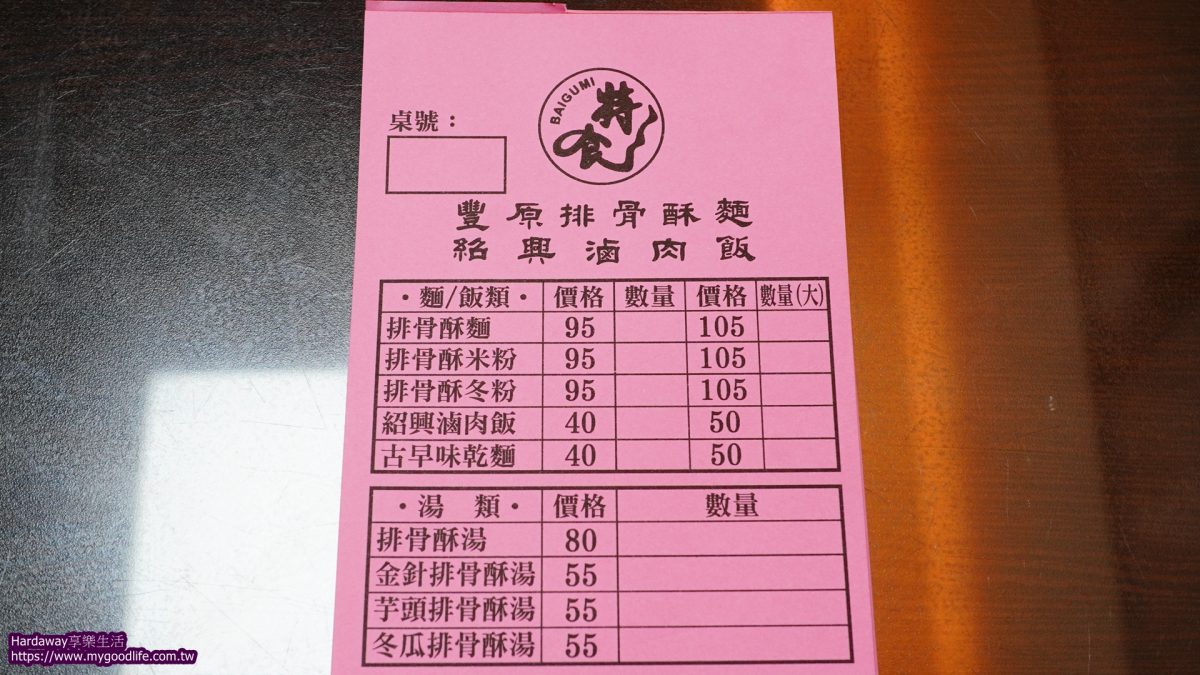 BAIGUMI
特食
桌號：
豐原排骨酥麵
紹興滷肉飯
・麵/飯類・ 價格 數量 價格 數量(大)
排骨酥麵 95 105
排骨酥米粉 95 105
排骨酥冬粉 95 105
紹興滷肉飯 40 50
古早味乾麵 40 50
・湯 類・ 價格 數量
排骨酥湯 80
金針排骨酥湯 55
芋頭排骨酥湯 55
冬瓜排骨酥湯 55
Hardaway享樂生活
https://www.mygoodlife.com.tw